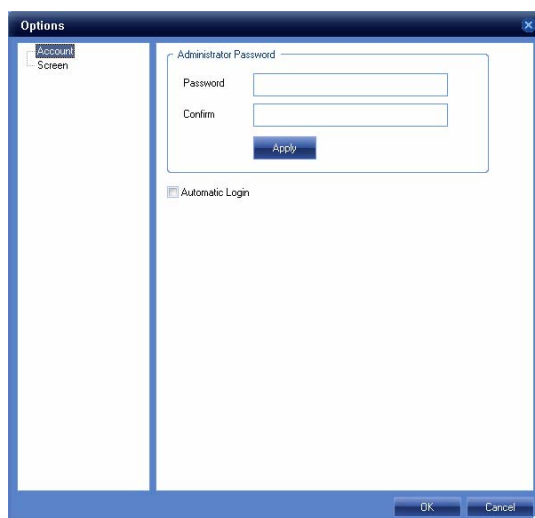 Options
Account
Screen
Administrator Password
Password
Confirm
Apply
Automatic Login
OK
Cancel